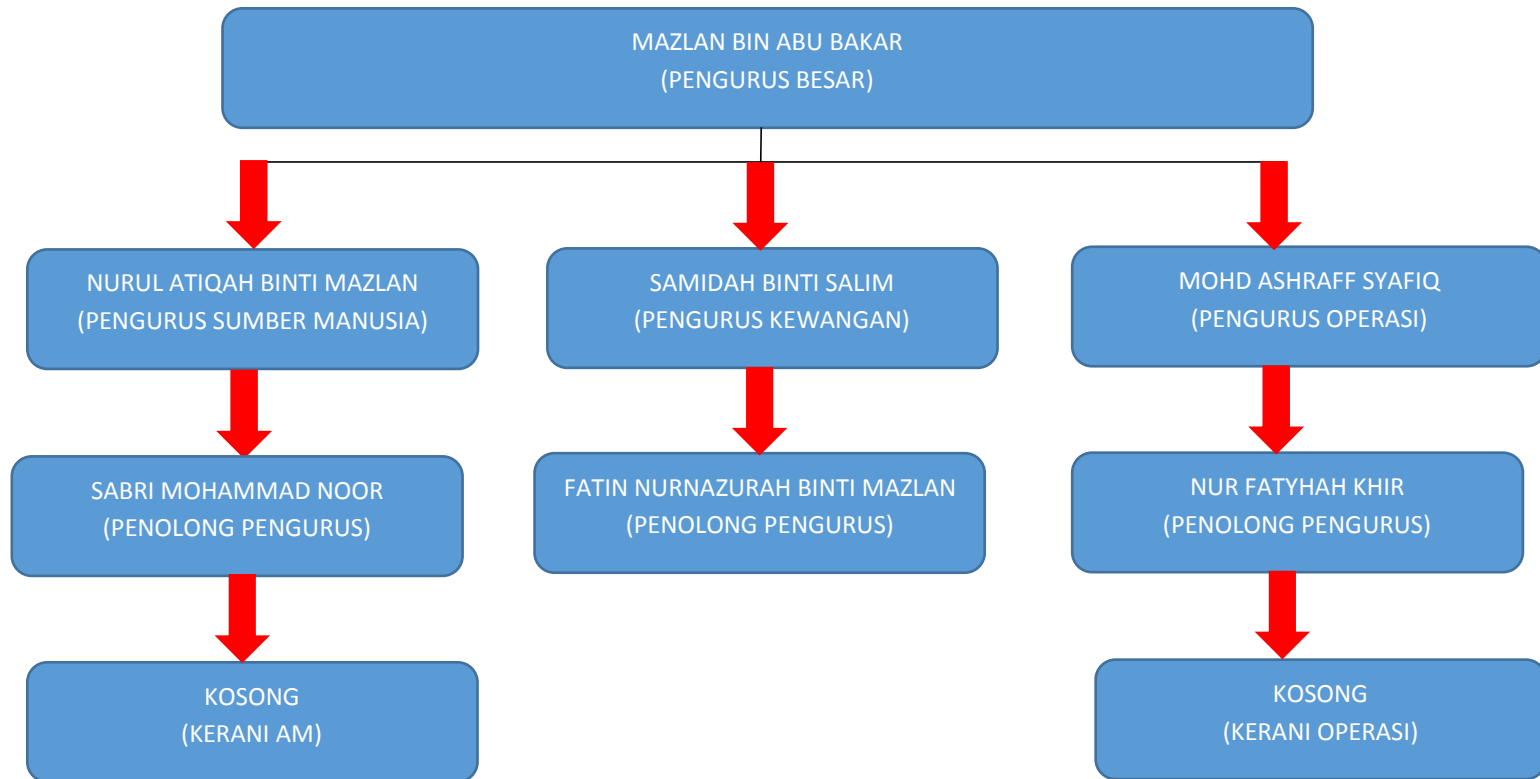 MAZLAN BIN ABU BAKAR
(PENGURUS BESAR)
NURUL ATIQAH BINTI MAZLAN
(PENGURUS SUMBER MANUSIA)
SAMIDAH BINTI SALIM
(PENGURUS KEWANGAN)
MOHD ASHRAFF SYAFIQ
(PENGURUS OPERASI)
SABRI MOHAMMAD NOOR
(PENOLONG PENGURUS)
FATIN NURNAZURAH BINTI MAZLAN
(PENOLONG PENGURUS)
NUR FATYHAH KHIR
(PENOLONG PENGURUS)
KOSONG
(KERANI AM)
KOSONG
(KERANI OPERASI)